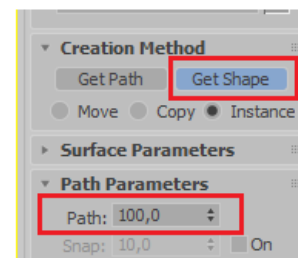 Creation Method
Get Path Get Shape
Move Copy Instance
Surface Parameters
Path Parameters
Path: 100,0
Snap: 10,0 On